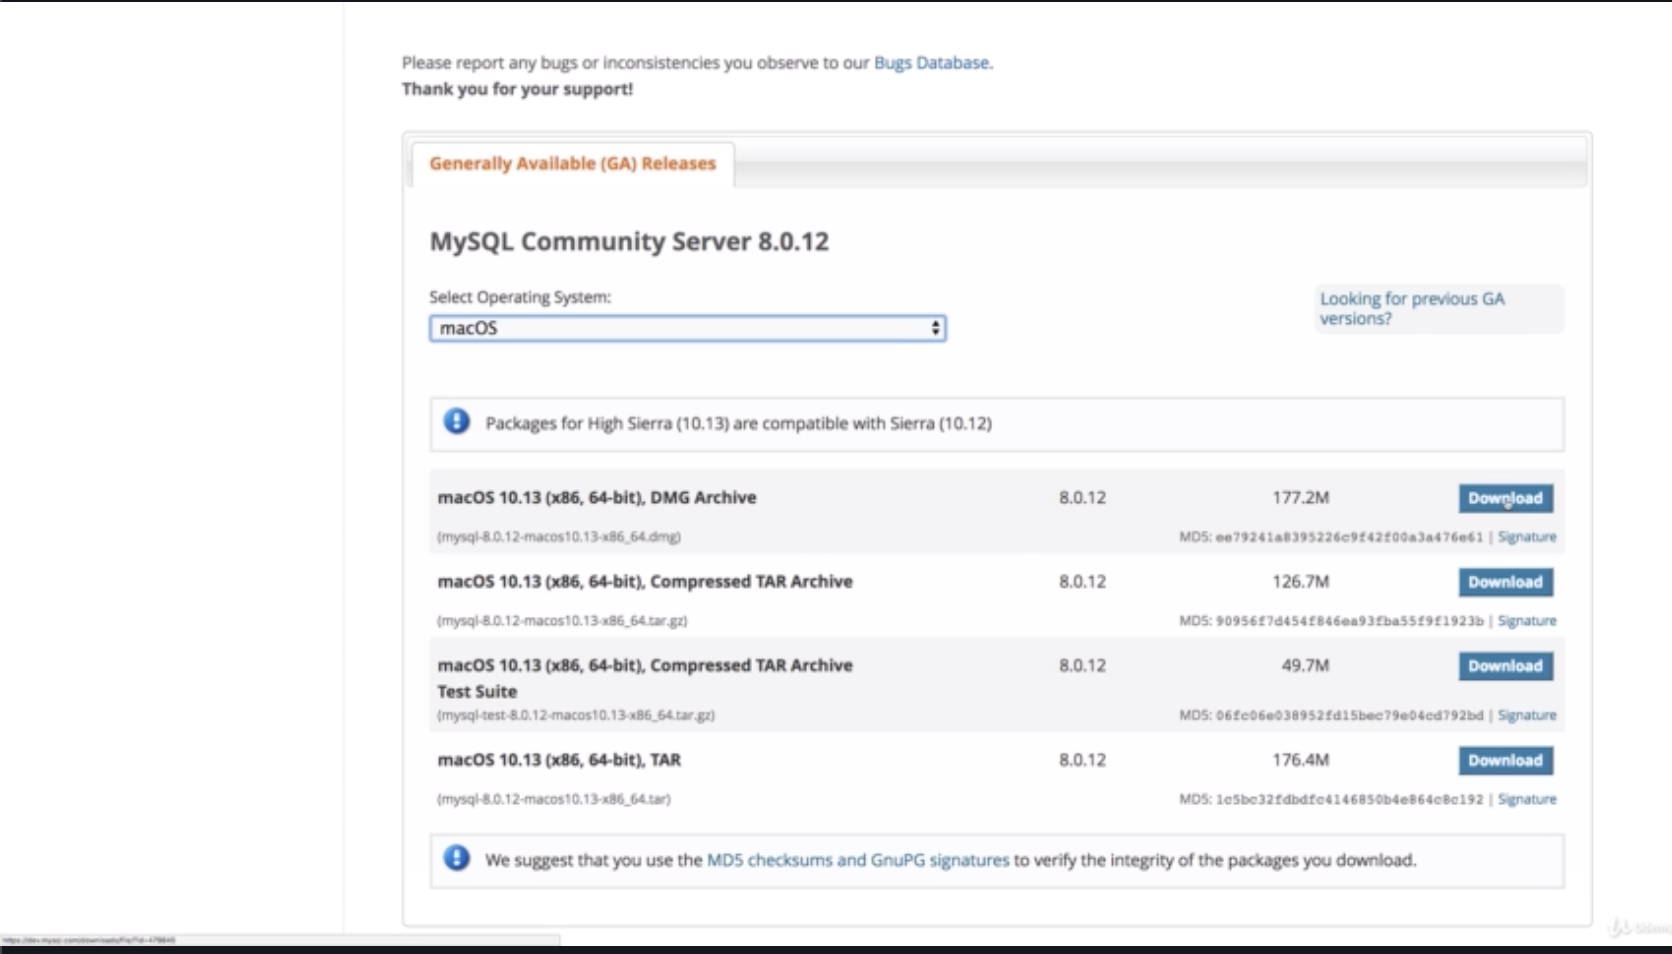 Please report any bugs or inconsistencies you observe to our Bugs Database.
Thank you for your support!
Generally Available (GA) Releases
MySQL Community Server 8.0.12
Select Operating System:
macOS
Looking for previous GA
versions?
Packages for High Sierra (10.13) are compatible with Sierra (10.12)
macOS 10.13 (x86, 64-bit), DMG Archive 8.0.12 177.2M Download
(mysql-8.0.12-macos10.13-x86_64.dmg) MD5: ee79241a8395226c9f42f00a3a476e61 | Signature
macOS 10.13 (x86, 64-bit), Compressed TAR Archive 8.0.12 126.7M Download
(mysql-8.0.12-macos10.13-x86_64.tar.gz) MD5: 90956f7d454f846ea93fba55f9f1923b | Signature
macOS 10.13 (x86, 64-bit), Compressed TAR Archive 8.0.12 49.7M Download
Test Suite
(mysql-test-8.0.12-macos10.13-x86_64.tar.gz) MD5: 06fc06e038952fd15bec79e04cd792bd | Signature
macOS 10.13 (x86, 64-bit), TAR 8.0.12 176.4M Download
(mysql-8.0.12-macos10.13-x86_64.tar) MD5: 1c5bc32fdbdfc4146850b4e864c8c192 | Signature
We suggest that you use the MD5 checksums and GnuPG signatures to verify the integrity of the packages you download.